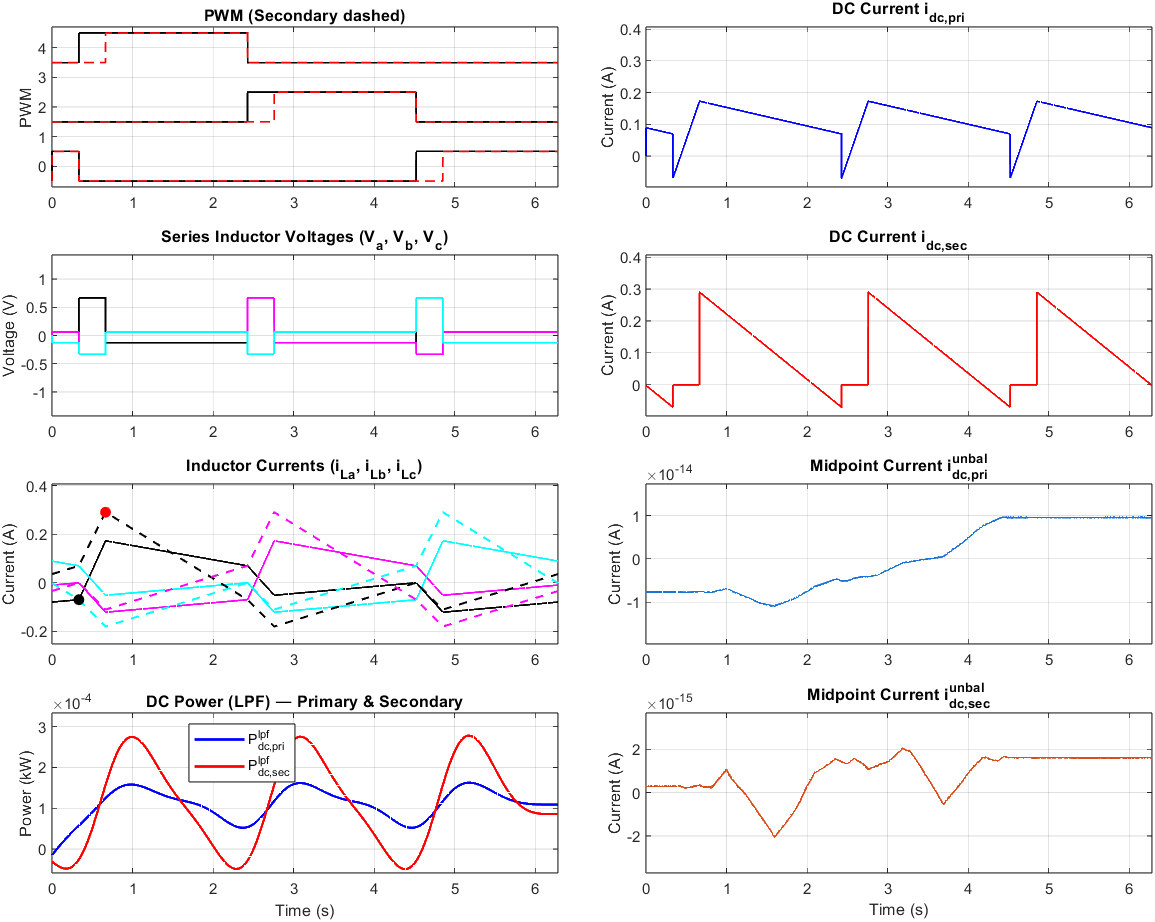 PWM (Secondary dashed)
PWM
4
3
2
1
0
0 1 2 3 4 5 6
DC Current i_dc,pri
Current (A)
0.4
0.3
0.2
0.1
0
0 1 2 3 4 5 6
Series Inductor Voltages (V_a, V_b, V_c)
Voltage (V)
1
0.5
0
-0.5
-1
0 1 2 3 4 5 6
DC Current i_dc,sec
Current (A)
0.4
0.3
0.2
0.1
0
0 1 2 3 4 5 6
Inductor Currents (i_La, i_Lb, i_Lc)
Current (A)
0.4
0.2
0
-0.2
0 1 2 3 4 5 6
Midpoint Current i_dc,pri^unbal
×10^-14
Current (A)
1
0
-1
0 1 2 3 4 5 6
DC Power (LPF) — Primary & Secondary
×10^-4
Power (kW)
3
2
1
0
P_dc,pri^lpf
P_dc,sec^lpf
0 1 2 3 4 5 6
Time (s)
Midpoint Current i_dc,sec^unbal
×10^-15
Current (A)
2
0
-2
0 1 2 3 4 5 6
Time (s)